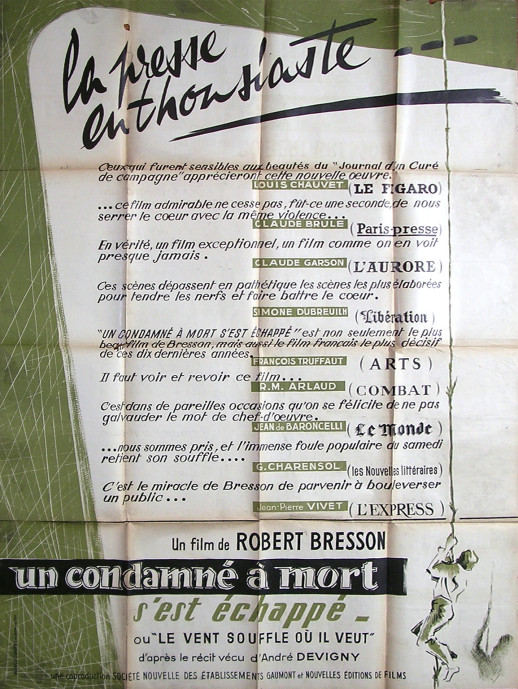 la presse
enthousiaste ---
Ceux qui furent sensibles aux beautés du "Journal d'un Curé
de campagne" apprécieront cette nouvelle œuvre.
LOUIS CHAUVET (LE FIGARO)
...ce film admirable ne cesse pas, fût-ce une seconde, de nous
serrer le cœur avec la même violence...
CLAUDE BRULÉ (Paris-presse)
En vérité, un film exceptionnel, un film comme on en voit
presque jamais.
CLAUDE GARSON (L'AURORE)
Ces scènes dépassent en pathétique les scènes les plus élaborées
pour tendre les nerfs et faire battre le cœur.
SIMONE DUBREUILH (Libération)
"UN CONDAMNÉ À MORT S'EST ÉCHAPPÉ" est non seulement le plus
beau film de Bresson, mais aussi le film français le plus décisif
de ces dix dernières années.
FRANÇOIS TRUFFAUT (ARTS)
Il faut voir et revoir ce film...
R.M. ARLAUD (COMBAT)
C'est dans de pareilles occasions qu'on se félicite de ne pas
galvauder le mot de chef-d'œuvre.
JEAN de BARONCELLI (Le Monde)
...nous sommes pris, et l'immense foule populaire du samedi
retient son souffle....
G. CHARENSOL (les Nouvelles littéraires)
C'est le miracle de Bresson de parvenir à bouleverser
un public...
Jean-Pierre VIVET (L'EXPRESS)
Un film de ROBERT BRESSON
un condamné à mort
s'est échappé -
ou "LE VENT SOUFFLE OÙ IL VEUT"
d'après le récit vécu d'André DEVIGNY
une coproduction SOCIÉTÉ NOUVELLE DES ÉTABLISSEMENTS GAUMONT et NOUVELLES ÉDITIONS DE FILMS